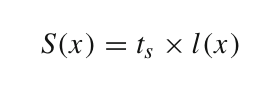 S(x) = t_s × l(x)